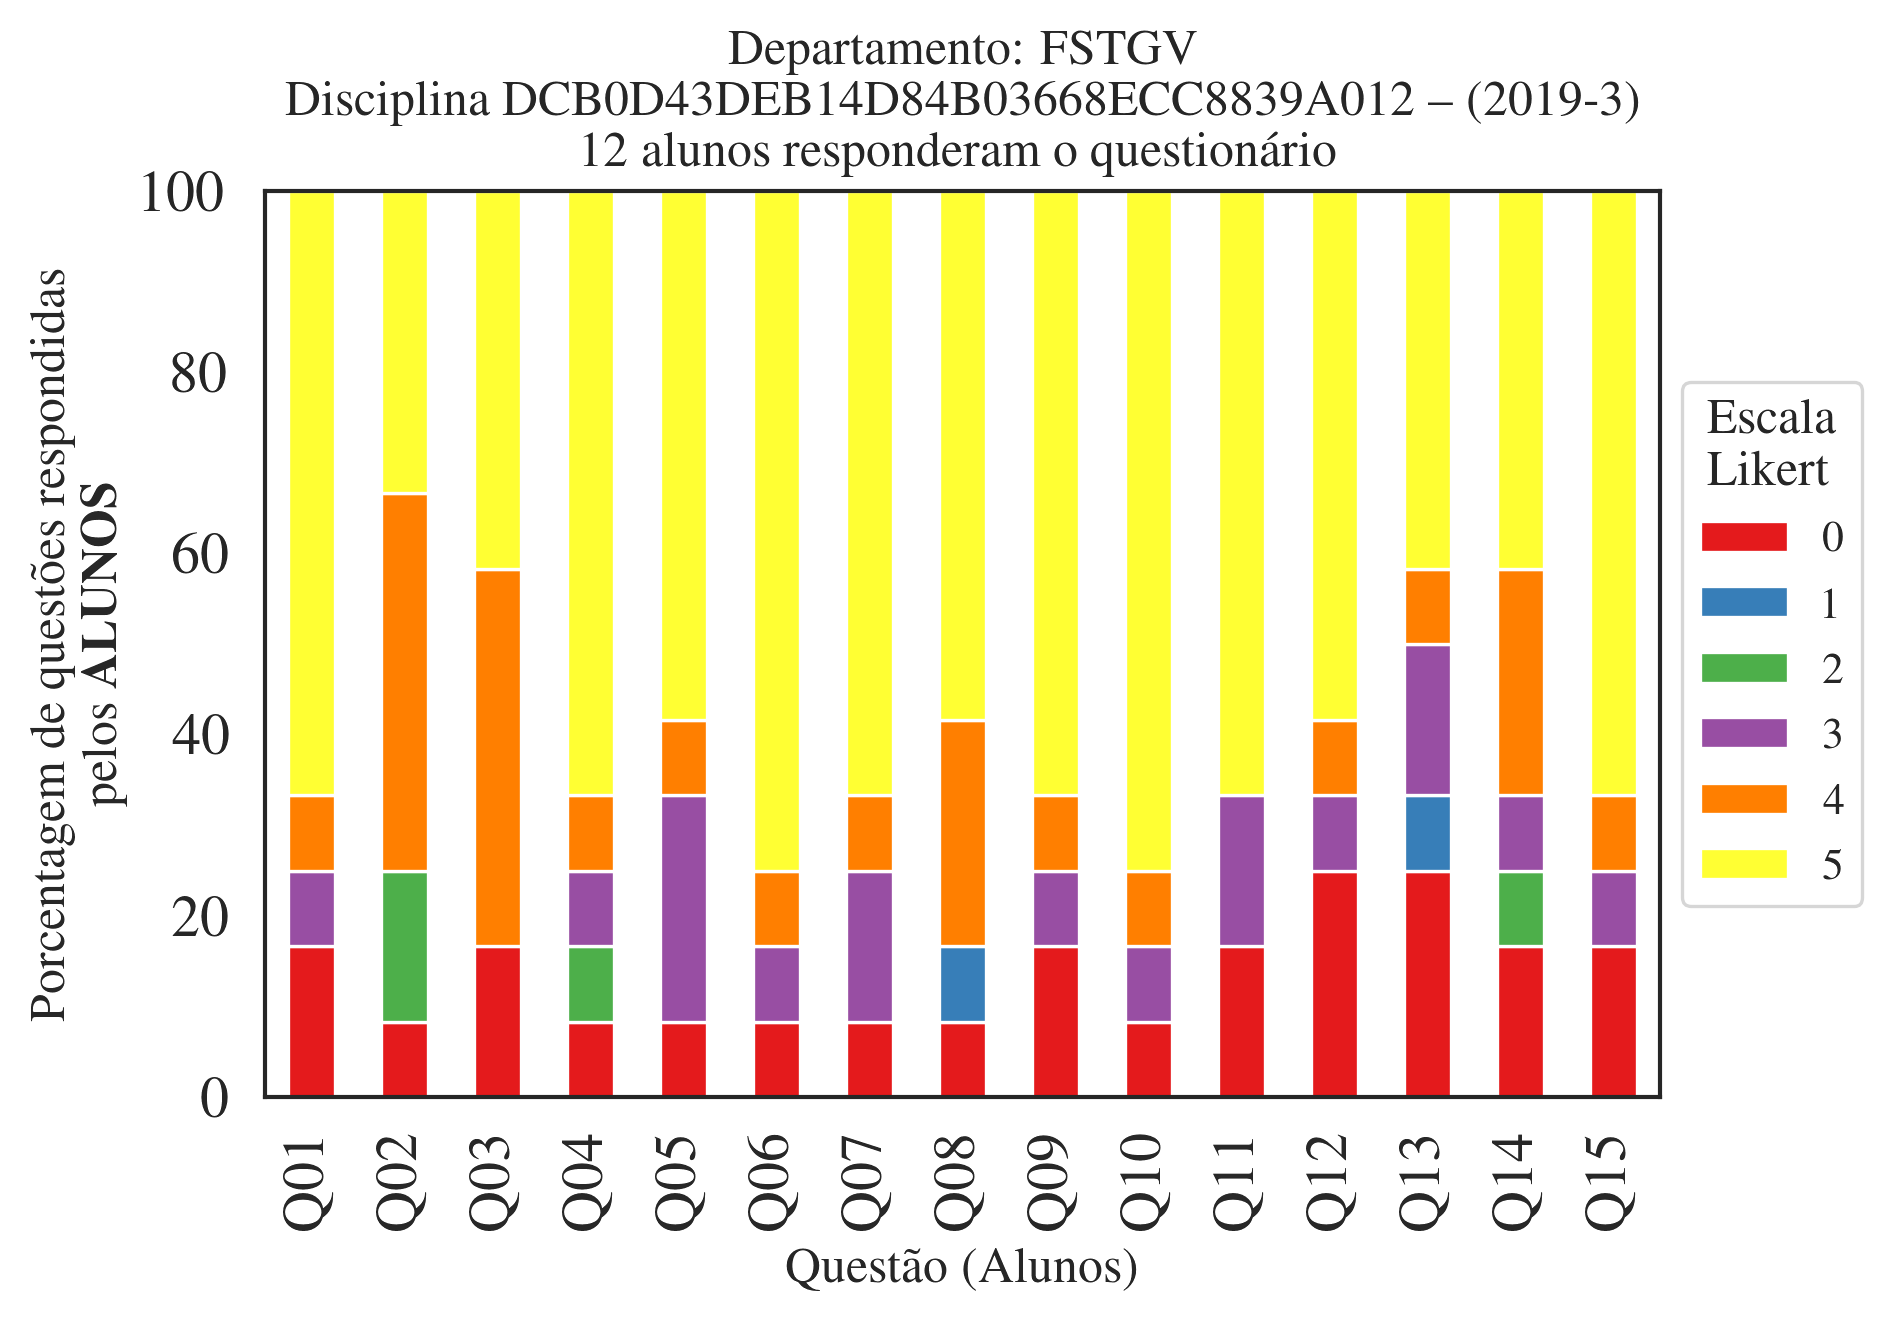 Departamento: FSTGV
Disciplina DCB0D43DEB14D84B03668ECC8839A012 – (2019-3)
12 alunos responderam o questionário
Porcentagem de questões respondidas
pelos ALUNOS
100
80
60
40
20
0
Q01
Q02
Q03
Q04
Q05
Q06
Q07
Q08
Q09
Q10
Q11
Q12
Q13
Q14
Q15
Questão (Alunos)
Escala
Likert
0
1
2
3
4
5